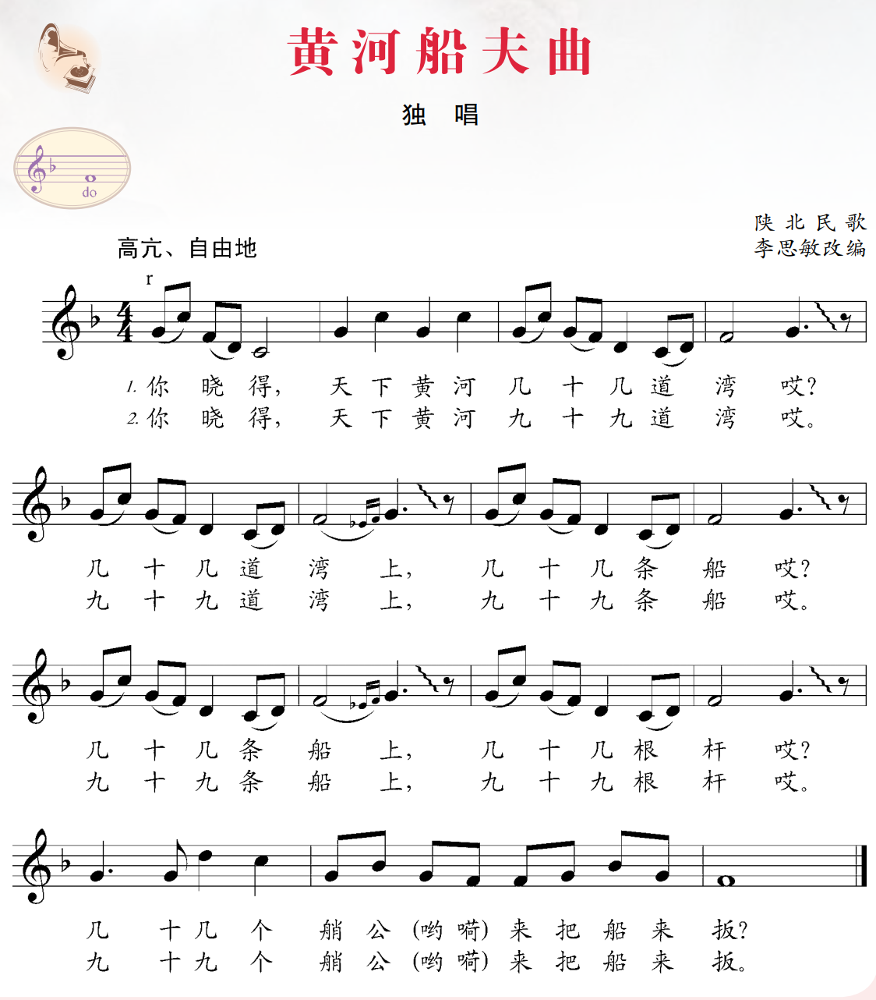 黄河船夫曲
独 唱
do
陕北民歌
李思敏改编
高亢、自由地
r
4
4
1. 你 晓 得， 天 下 黄 河 几 十 几 道 湾 哎？
2. 你 晓 得， 天 下 黄 河 九 十 九 道 湾 哎。
几 十 几 道 湾 上， 几 十 几 条 船 哎？
九 十 九 道 湾 上， 九 十 九 条 船 哎。
几 十 几 条 船 上， 几 十 几 根 杆 哎？
九 十 九 条 船 上， 九 十 九 根 杆 哎。
几 十 几 个 艄 公 (哟 嗬) 来 把 船 来 扳？
九 十 九 个 艄 公 (哟 嗬) 来 把 船 来 扳。